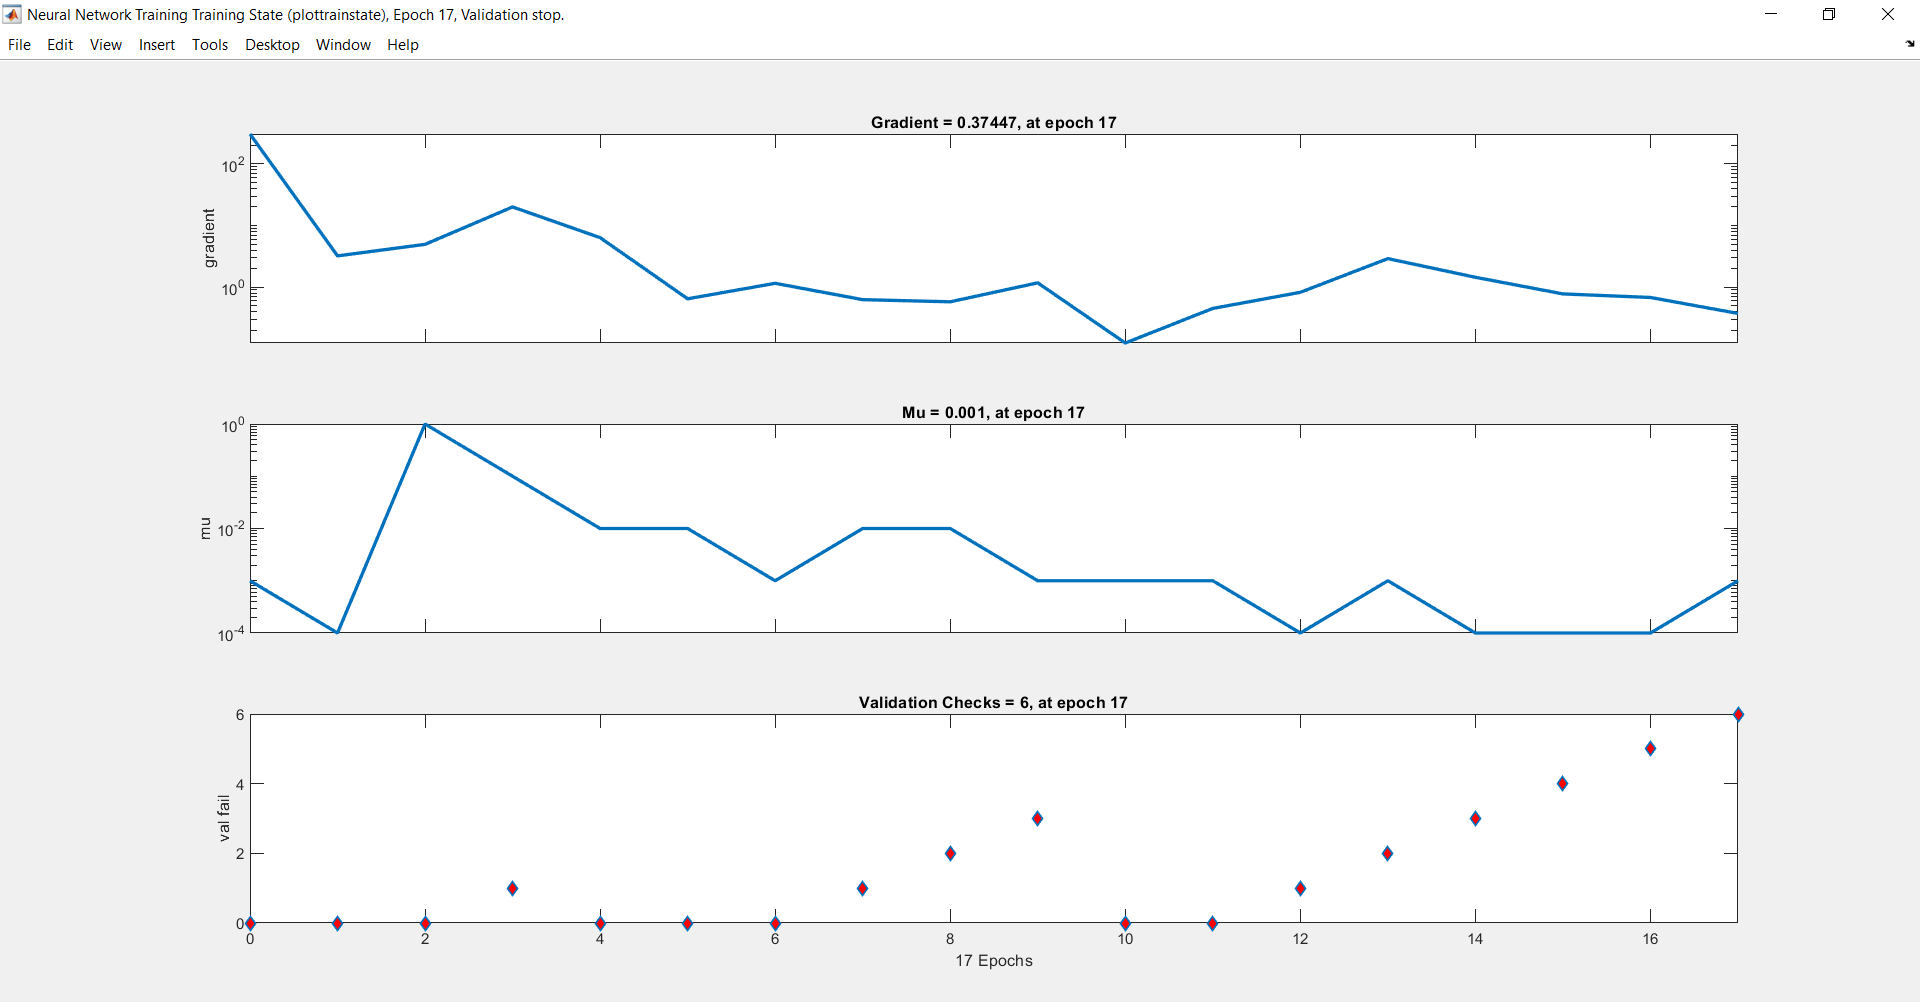 Neural Network Training Training State (plottrainstate), Epoch 17, Validation stop.
File Edit View Insert Tools Desktop Window Help
Gradient = 0.37447, at epoch 17
10^2
10^0
gradient
Mu = 0.001, at epoch 17
10^0
10^-2
10^-4
mu
Validation Checks = 6, at epoch 17
6
4
2
0
val fail
0 2 4 6 8 10 12 14 16
17 Epochs